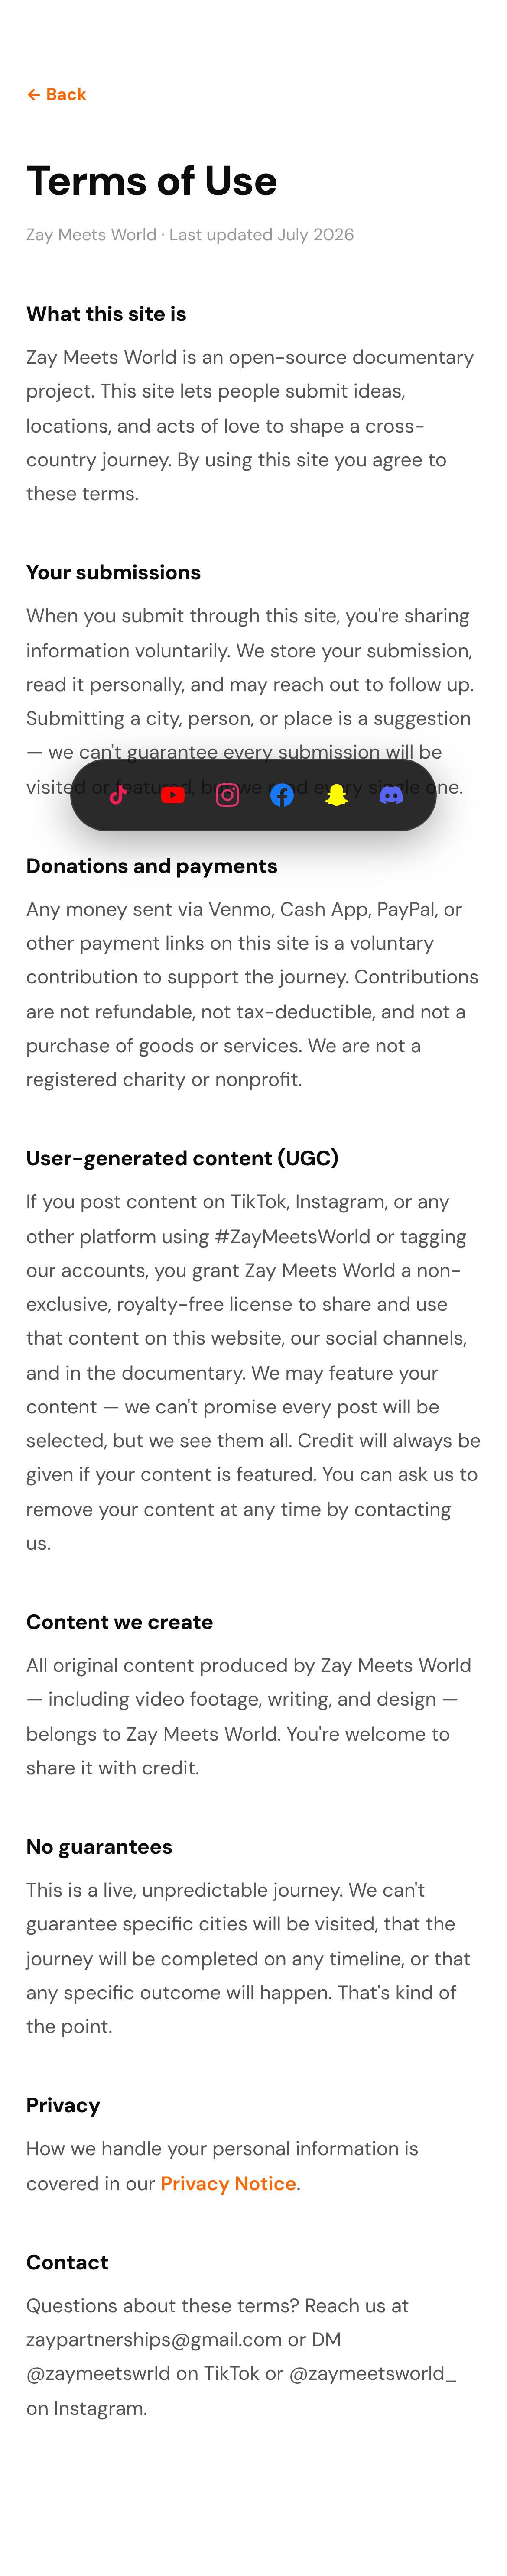 ← Back
Terms of Use
Zay Meets World · Last updated July 2026
What this site is
Zay Meets World is an open-source documentary
project. This site lets people submit ideas,
locations, and acts of love to shape a cross-
country journey. By using this site you agree to
these terms.
Your submissions
When you submit through this site, you're sharing
information voluntarily. We store your submission,
read it personally, and may reach out to follow up.
Submitting a city, person, or place is a suggestion
— we can't guarantee every submission will be
visited or featured, but we read every single one.
Donations and payments
Any money sent via Venmo, Cash App, PayPal, or
other payment links on this site is a voluntary
contribution to support the journey. Contributions
are not refundable, not tax-deductible, and not a
purchase of goods or services. We are not a
registered charity or nonprofit.
User-generated content (UGC)
If you post content on TikTok, Instagram, or any
other platform using #ZayMeetsWorld or tagging
our accounts, you grant Zay Meets World a non-
exclusive, royalty-free license to share and use
that content on this website, our social channels,
and in the documentary. We may feature your
content — we can't promise every post will be
selected, but we see them all. Credit will always be
given if your content is featured. You can ask us to
remove your content at any time by contacting
us.
Content we create
All original content produced by Zay Meets World
— including video footage, writing, and design —
belongs to Zay Meets World. You're welcome to
share it with credit.
No guarantees
This is a live, unpredictable journey. We can't
guarantee specific cities will be visited, that the
journey will be completed on any timeline, or that
any specific outcome will happen. That's kind of
the point.
Privacy
How we handle your personal information is
covered in our Privacy Notice.
Contact
Questions about these terms? Reach us at
zaypartnerships@gmail.com or DM
@zaymeetswrld on TikTok or @zaymeetsworld_
on Instagram.